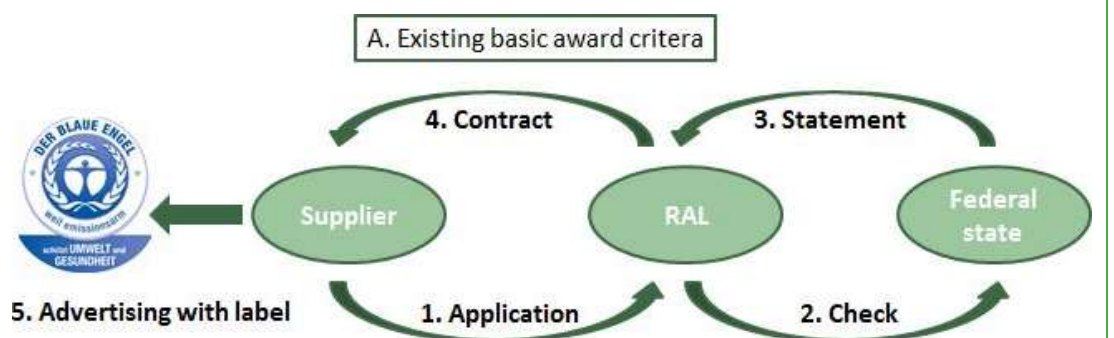 A. Existing basic award critera
4. Contract
3. Statement
DER BLAUE ENGEL
weil emissionsarm
schützt UMWELT und
GESUNDHEIT
Supplier
RAL
Federal
state
5. Advertising with label
1. Application
2. Check